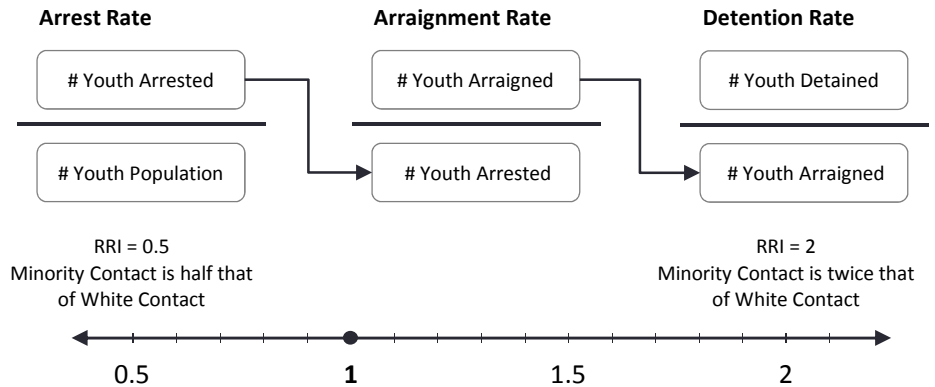 Arrest Rate
Arraignment Rate
Detention Rate
# Youth Arrested
# Youth Arraigned
# Youth Detained
# Youth Population
# Youth Arrested
# Youth Arraigned
RRI = 0.5
Minority Contact is half that
of White Contact
RRI = 2
Minority Contact is twice that
of White Contact
0.5
1
1.5
2